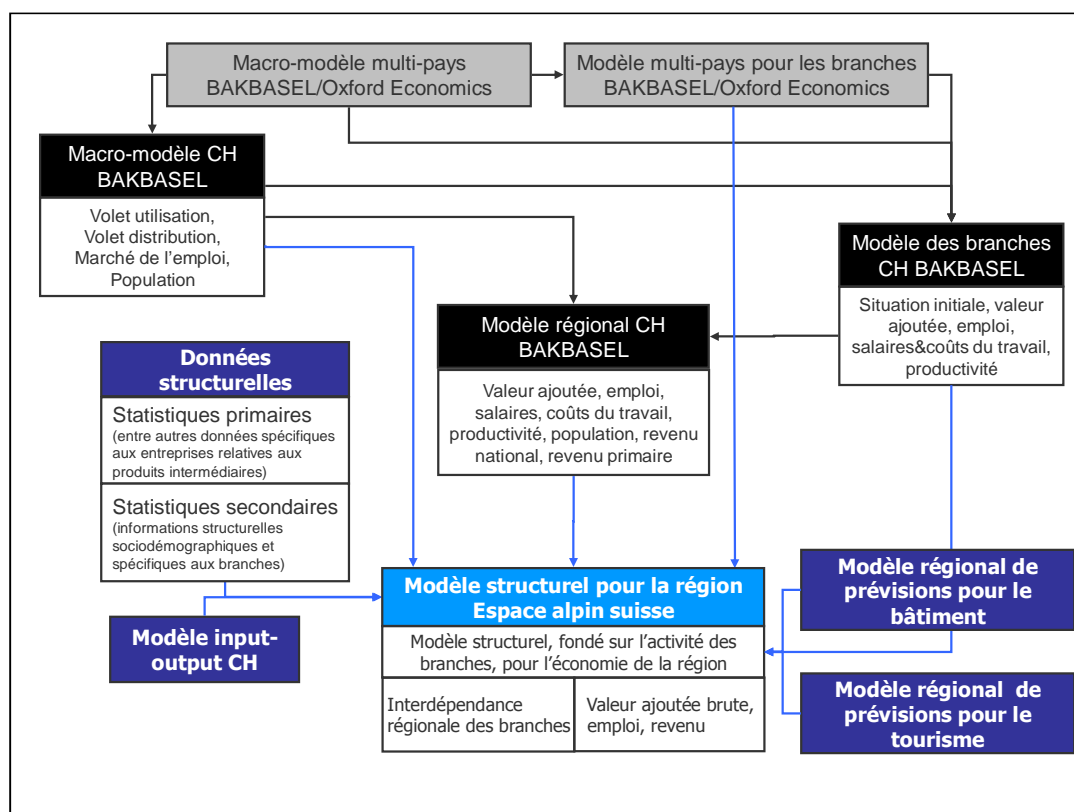 Macro-modèle multi-pays
BAKBASEL/Oxford Economics
Modèle multi-pays pour les branches
BAKBASEL/Oxford Economics
Macro-modèle CH
BAKBASEL
Volet utilisation,
Volet distribution,
Marché de l'emploi,
Population
Modèle des branches
CH BAKBASEL
Situation initiale, valeur
ajoutée, emploi,
salaires&coûts du travail,
productivité
Modèle régional CH
BAKBASEL
Valeur ajoutée, emploi,
salaires, coûts du travail,
productivité, population, revenu
national, revenu primaire
Données
structurelles
Statistiques primaires
(entre autres données spécifiques
aux entreprises relatives aux
produits intermédiaires)
Statistiques secondaires
(informations structurelles
sociodémographiques et
spécifiques aux branches)
Modèle input-
output CH
Modèle structurel pour la région
Espace alpin suisse
Modèle structurel, fondé sur l'activité des
branches, pour l'économie de la région
Interdépendance
régionale des branches
Valeur ajoutée brute,
emploi, revenu
Modèle régional de
prévisions pour le
bâtiment
Modèle régional de
prévisions pour le
tourisme